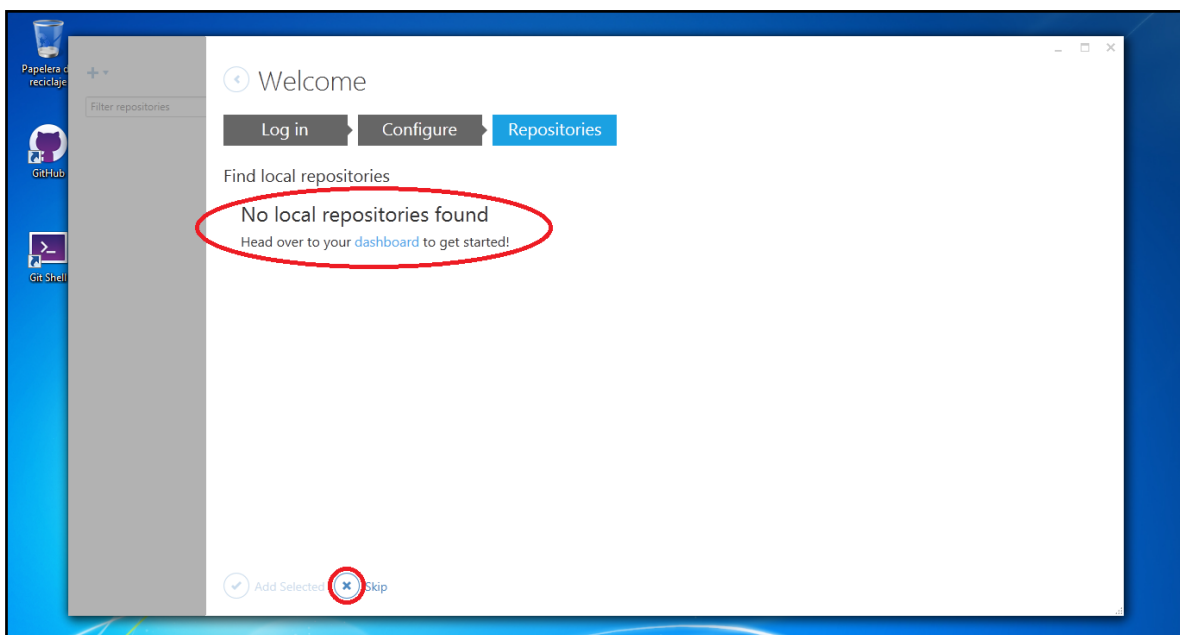 Papelera d
reciclaje
GitHub
Git Shell
Filter repositories
Welcome
Log in
Configure
Repositories
Find local repositories
No local repositories found
Head over to your dashboard to get started!
Add Selected
Skip